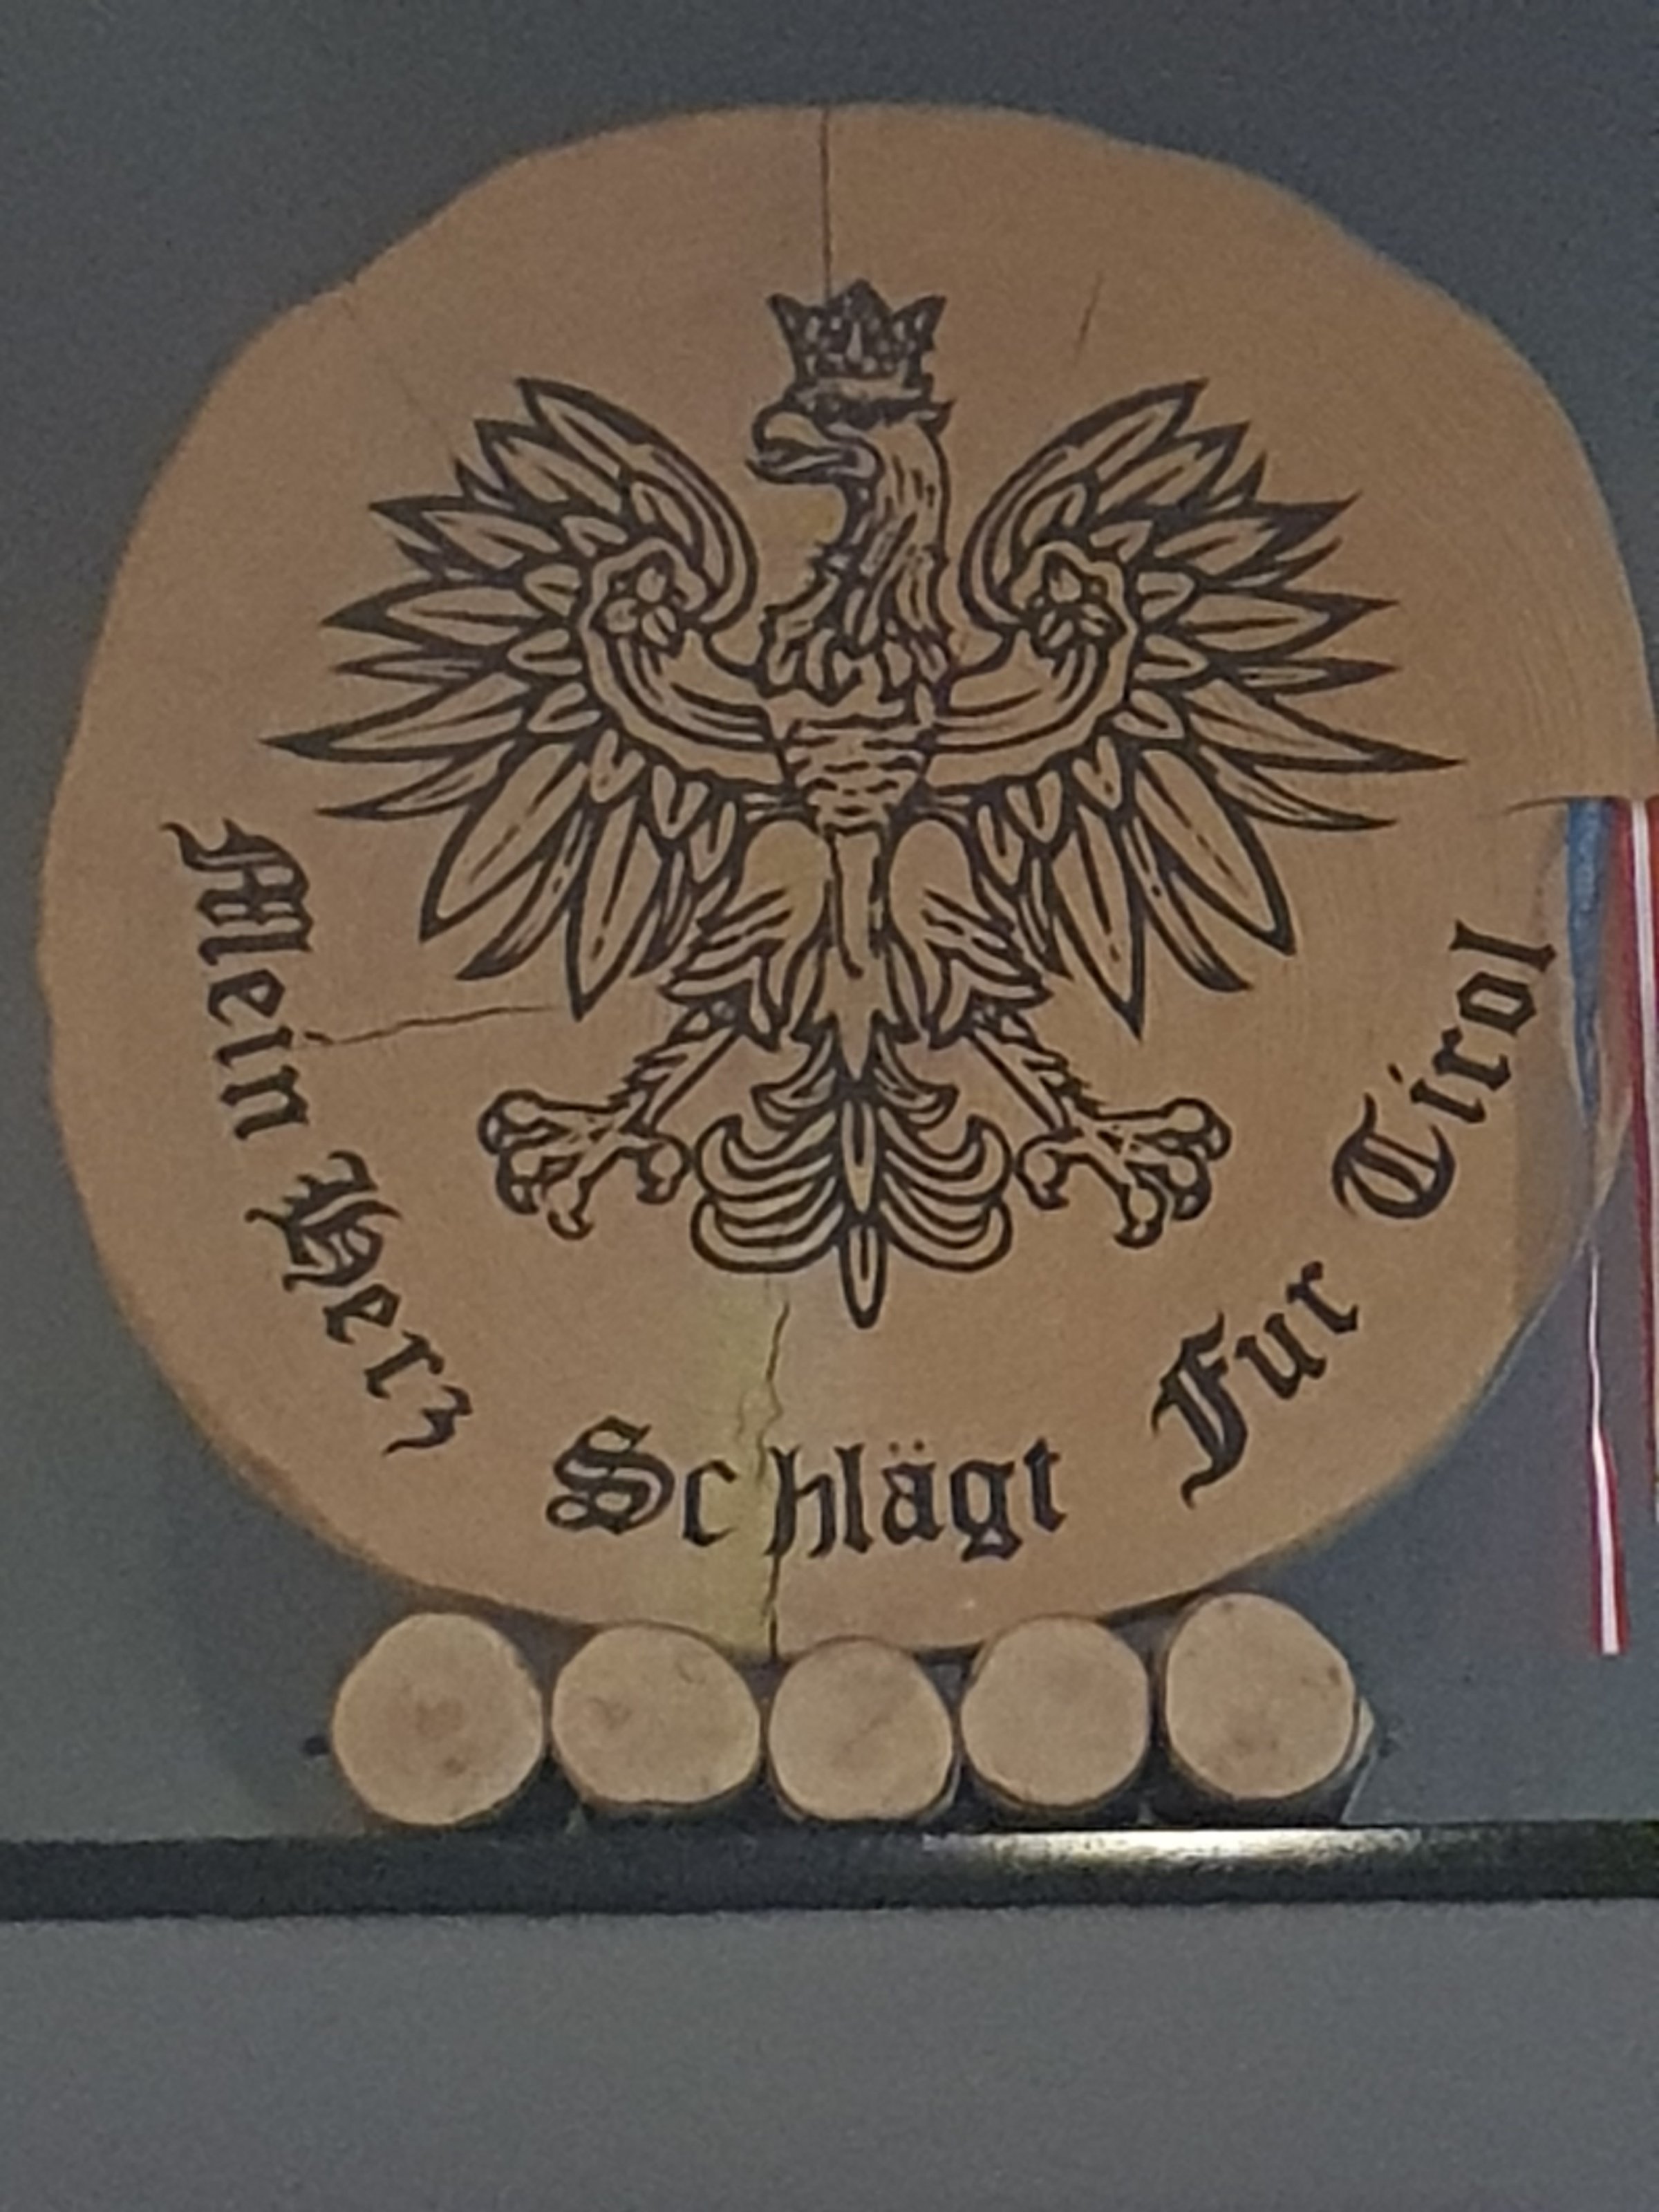 Mein Herz Schlägt Fur Tirol